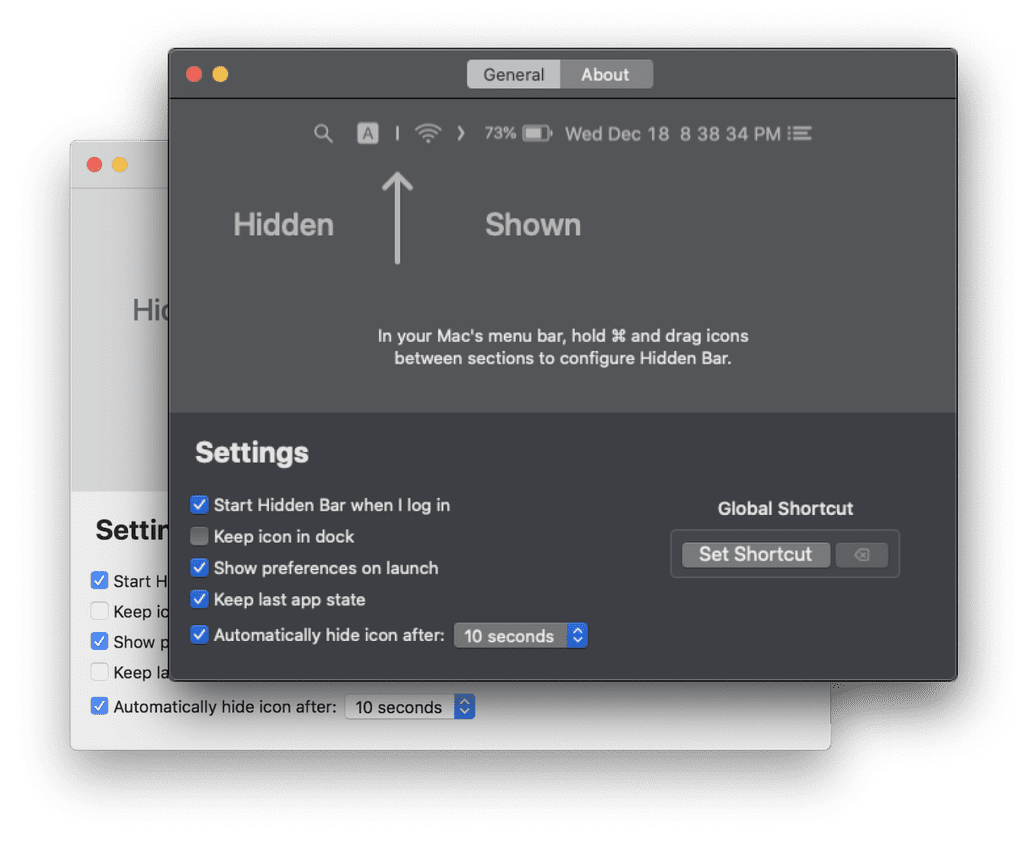 General About
A 73% Wed Dec 18 8 38 34 PM
Hidden Shown
In your Mac's menu bar, hold ⌘ and drag icons
between sections to configure Hidden Bar.
Settings
Start Hidden Bar when I log in
Keep icon in dock
Show preferences on launch
Keep last app state
Automatically hide icon after: 10 seconds
Global Shortcut
Set Shortcut
Hid
Settin
Start H
Keep ic
Show p
Keep la
Automatically hide icon after: 10 seconds